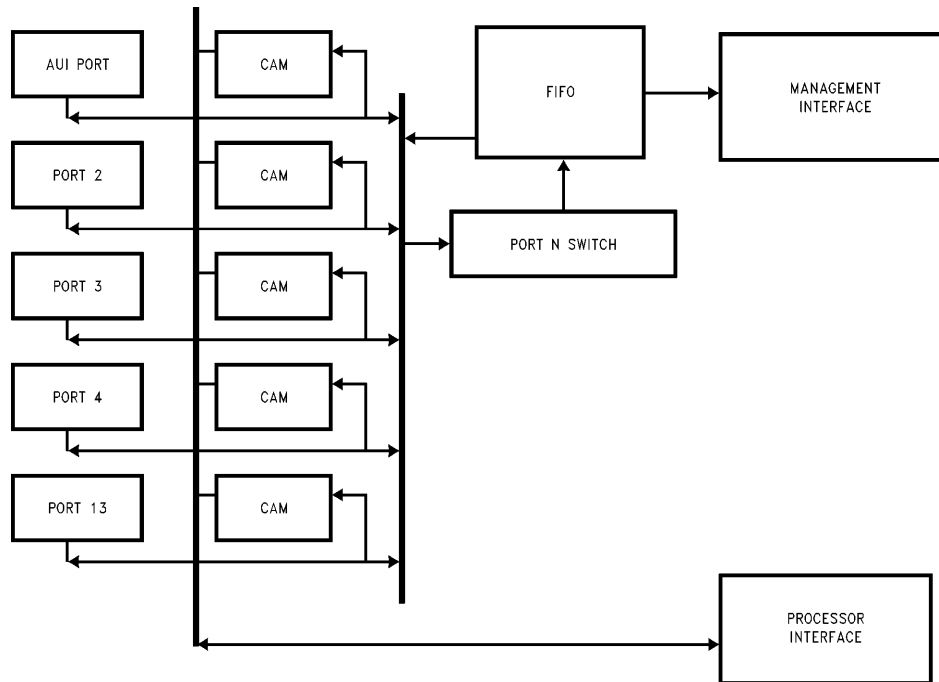 AUI PORT
CAM
FIFO
MANAGEMENT
INTERFACE
PORT 2
CAM
PORT N SWITCH
PORT 3
CAM
PORT 4
CAM
PORT 13
CAM
PROCESSOR
INTERFACE